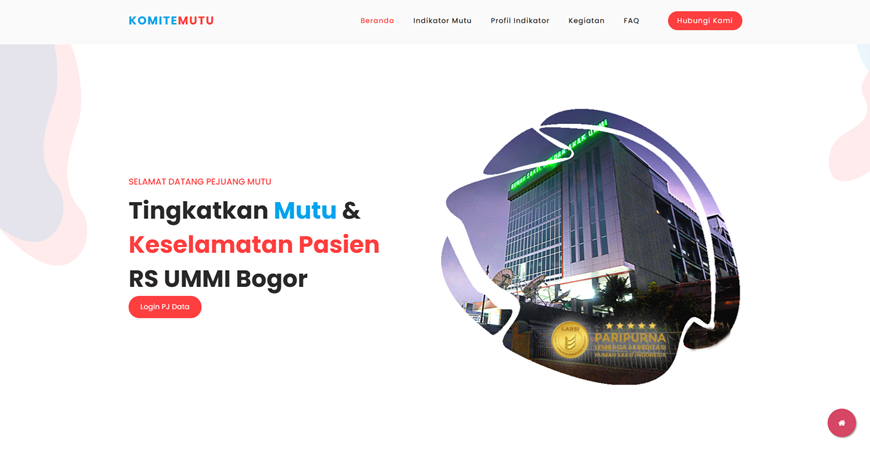 KOMITEMUTU
Beranda
Indikator Mutu
Profil Indikator
Kegiatan
FAQ
Hubungi Kami
SELAMAT DATANG PEJUANG MUTU
Tingkatkan Mutu &
Keselamatan Pasien
RS UMMI Bogor
Login PJ Data
LARSI
PARIPURNA
LEMBAGA AKREDITASI
RUMAH SAKIT INDONESIA